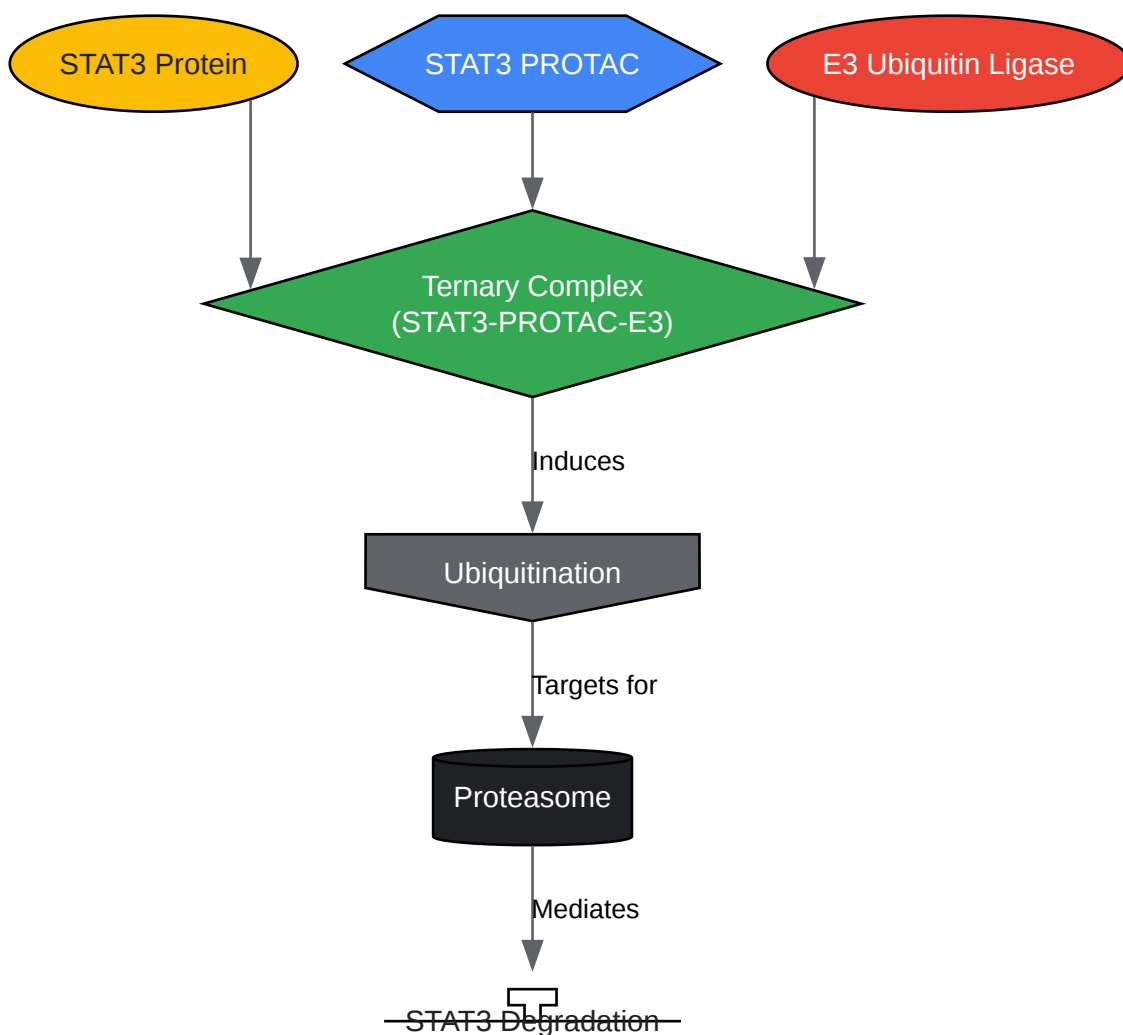 STAT3 Protein
STAT3 PROTAC
E3 Ubiquitin Ligase
Ternary Complex
(STAT3-PROTAC-E3)
Induces
Ubiquitination
Targets for
Proteasome
Mediates
STAT3 Degradation